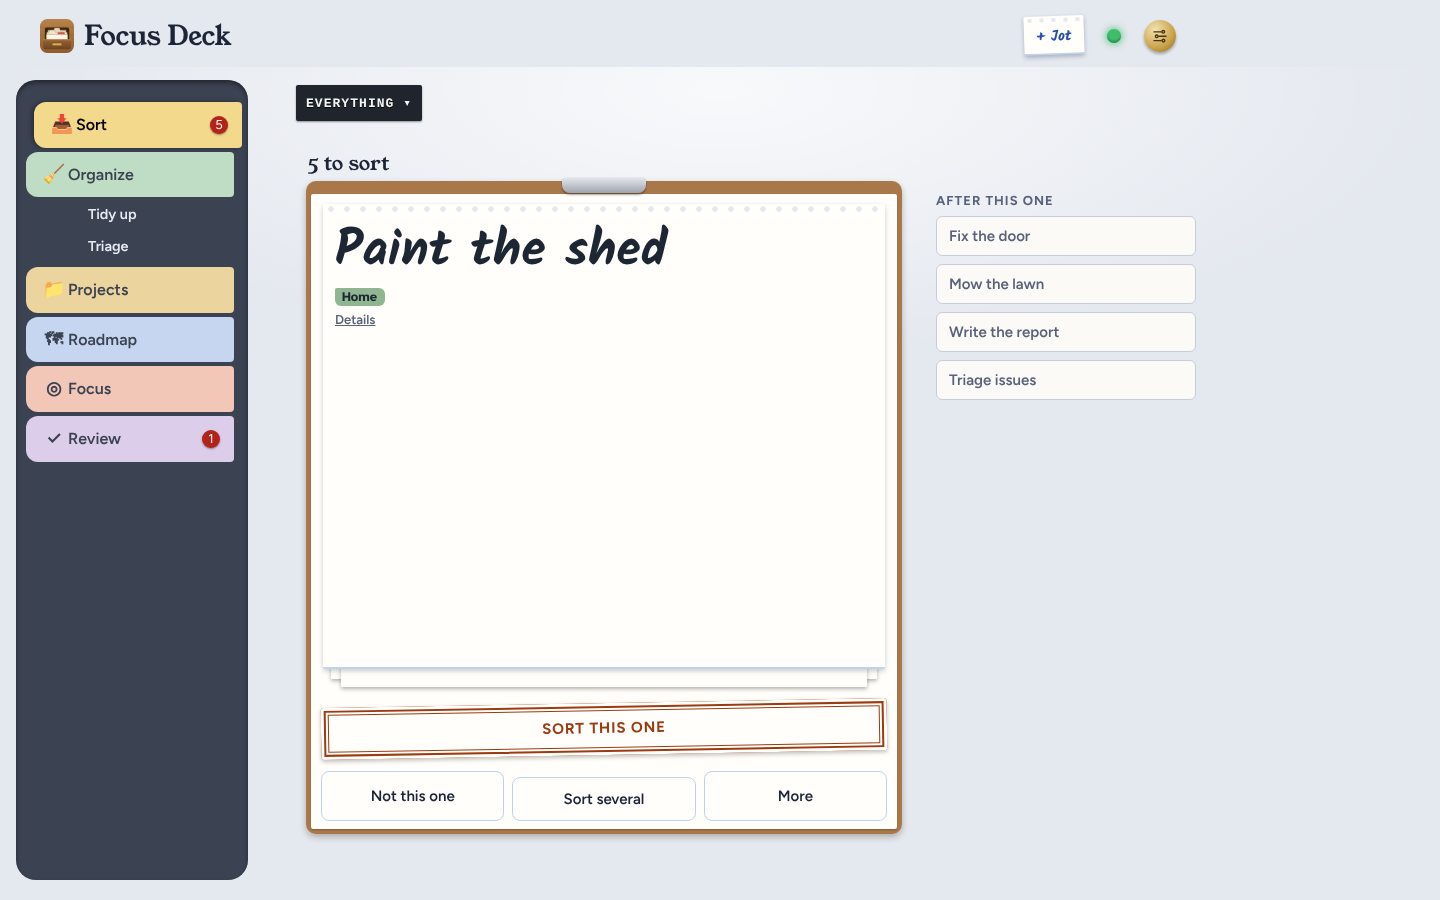 Focus Deck
+ Jot
Sort
5
Organize
Tidy up
Triage
Projects
Roadmap
Focus
Review
1
EVERYTHING ▾
5 to sort
Paint the shed
Home
Details
SORT THIS ONE
Not this one
Sort several
More
AFTER THIS ONE
Fix the door
Mow the lawn
Write the report
Triage issues